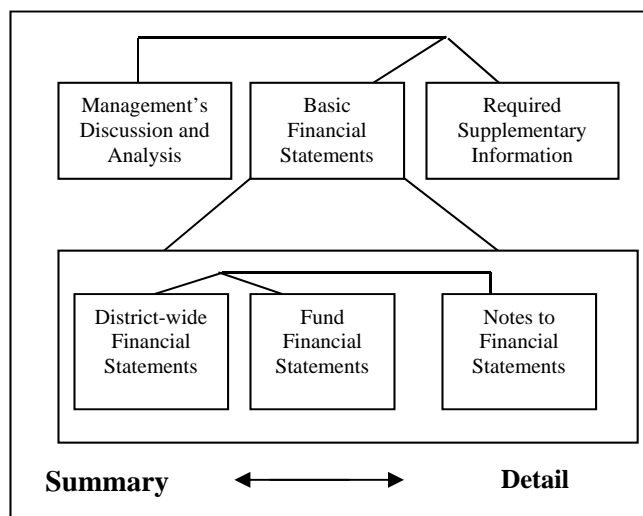 Management’s
Discussion and
Analysis
Basic
Financial
Statements
Required
Supplementary
Information
District-wide
Financial
Statements
Fund
Financial
Statements
Notes to
Financial
Statements
Summary
Detail